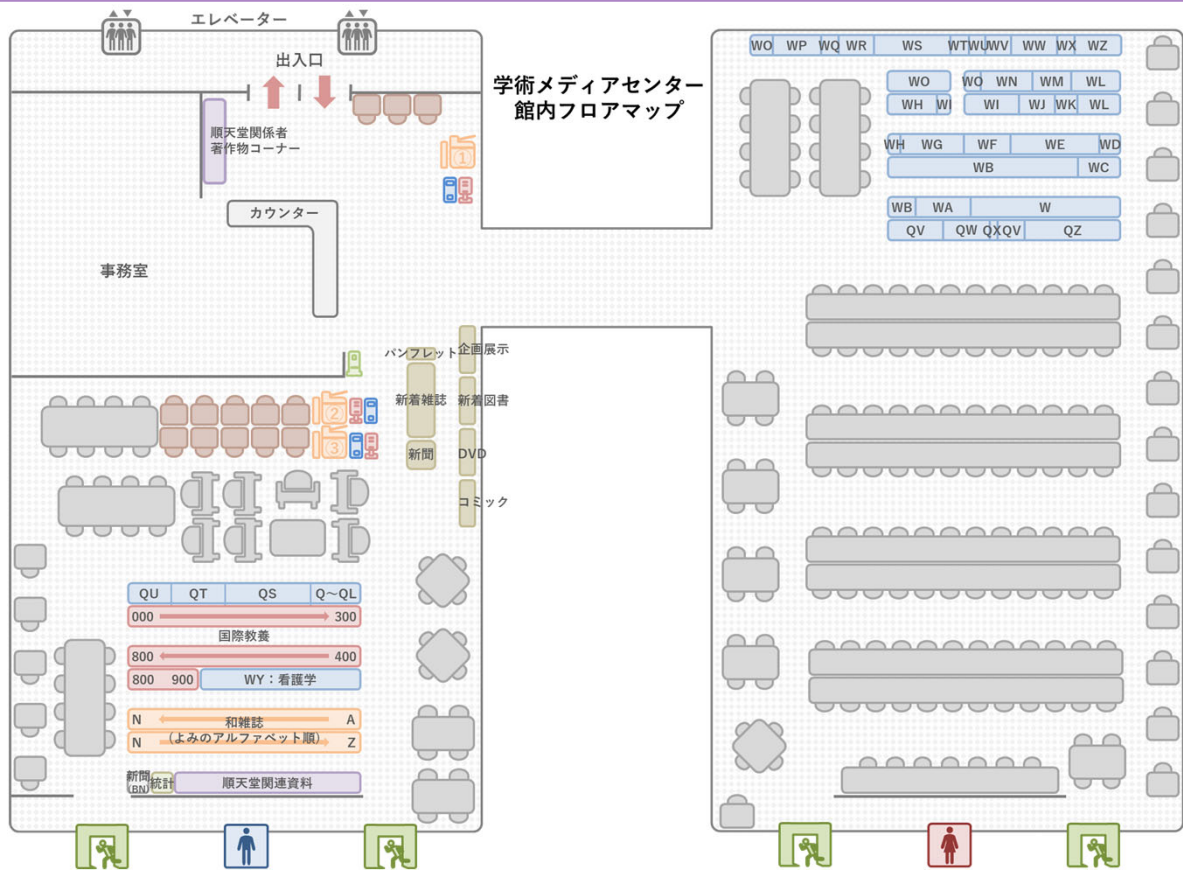 エレベーター
出入口
学術メディアセンター
館内フロアマップ
順天堂関係者
著作物コーナー
①
カウンター
事務室
WO WP WQ WR WS WT WU WV WW WX WZ
WO WO WN WM WL
WH WI WI WJ WK WL
WH WG WF WE WD
WB WC
WB WA W
QV QW QX QV QZ
パンフレット
企画展示
新着雑誌
新着図書
②
③
新聞
DVD
コミック
QU QT QS Q～QL
000 300
国際教養
800 400
800 900 WY：看護学
N 和雑誌 A
N (よみのアルファベット順) Z
新聞
(BN)
統計
順天堂関連資料